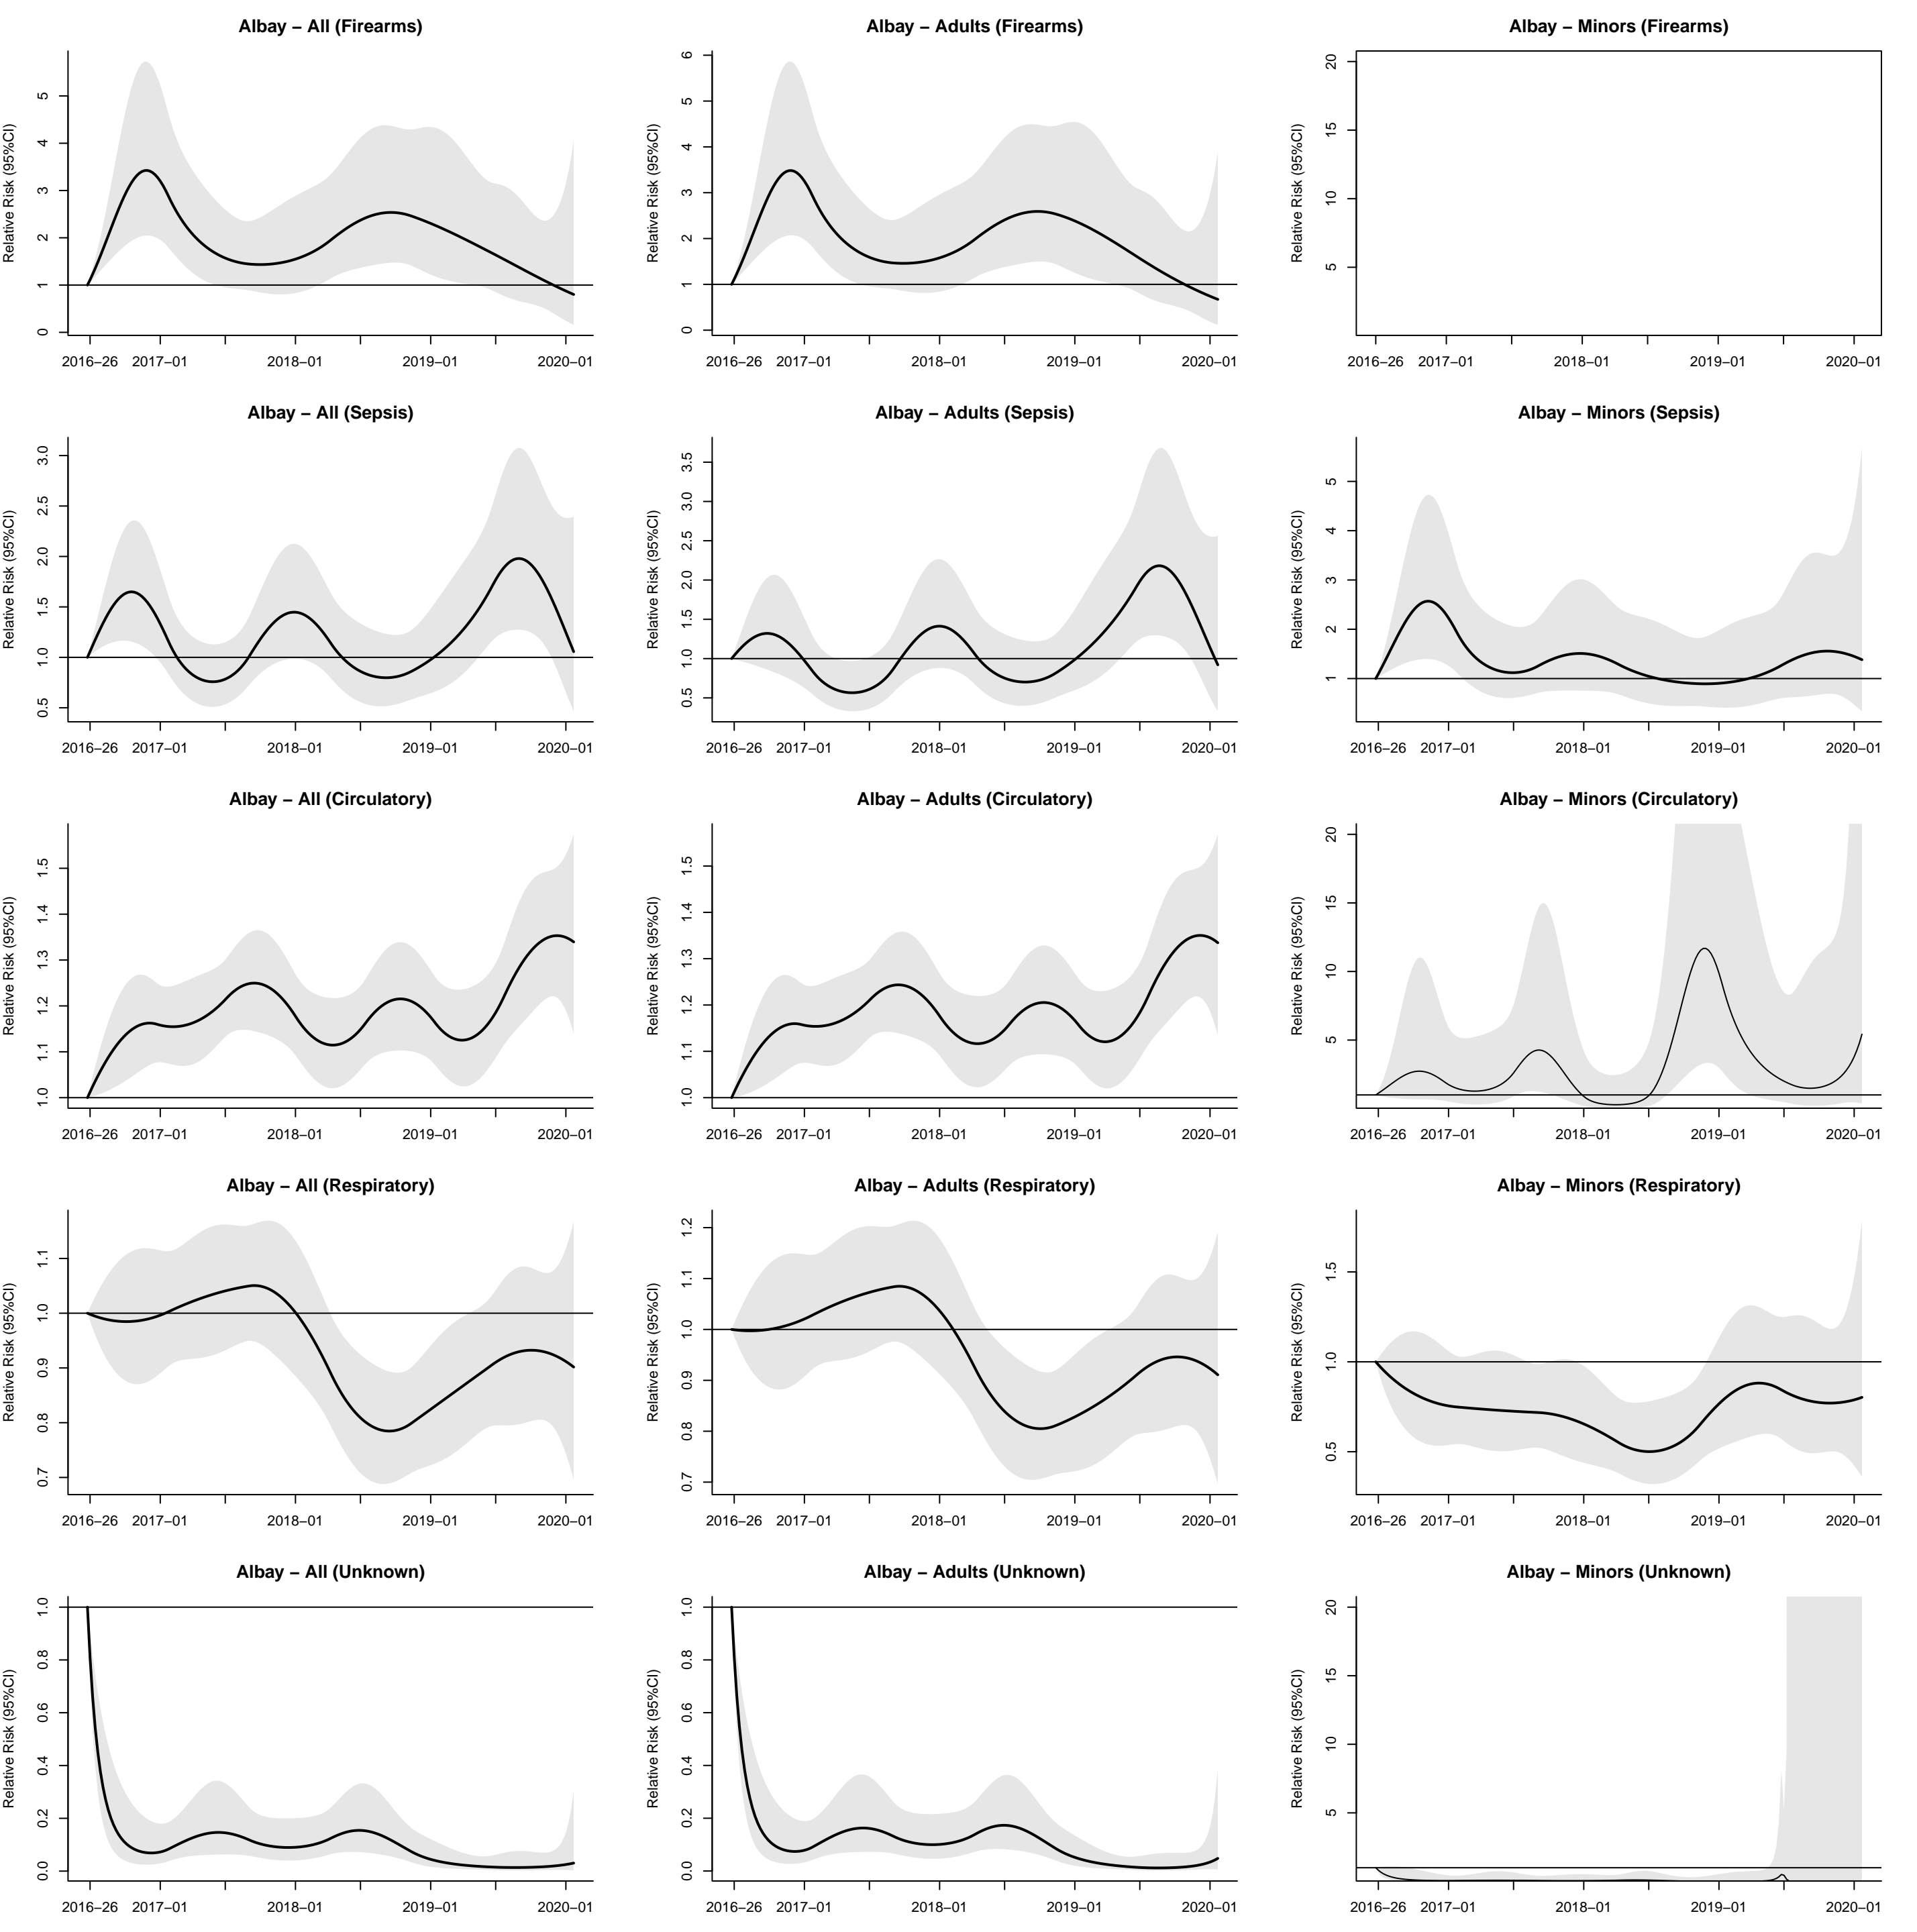 Albay – All (Firearms)
Relative Risk (95%CI)
5
4
3
2
1
0
2016–26 2017–01 2018–01 2019–01 2020–01
Albay – Adults (Firearms)
Relative Risk (95%CI)
6
5
4
3
2
1
0
2016–26 2017–01 2018–01 2019–01 2020–01
Albay – Minors (Firearms)
Relative Risk (95%CI)
20
15
10
5
2016–26 2017–01 2018–01 2019–01 2020–01
Albay – All (Sepsis)
Relative Risk (95%CI)
3.0
2.5
2.0
1.5
1.0
0.5
2016–26 2017–01 2018–01 2019–01 2020–01
Albay – Adults (Sepsis)
Relative Risk (95%CI)
3.5
3.0
2.5
2.0
1.5
1.0
0.5
2016–26 2017–01 2018–01 2019–01 2020–01
Albay – Minors (Sepsis)
Relative Risk (95%CI)
5
4
3
2
1
2016–26 2017–01 2018–01 2019–01 2020–01
Albay – All (Circulatory)
Relative Risk (95%CI)
1.5
1.4
1.3
1.2
1.1
1.0
2016–26 2017–01 2018–01 2019–01 2020–01
Albay – Adults (Circulatory)
Relative Risk (95%CI)
1.5
1.4
1.3
1.2
1.1
1.0
2016–26 2017–01 2018–01 2019–01 2020–01
Albay – Minors (Circulatory)
Relative Risk (95%CI)
20
15
10
5
2016–26 2017–01 2018–01 2019–01 2020–01
Albay – All (Respiratory)
Relative Risk (95%CI)
1.1
1.0
0.9
0.8
0.7
2016–26 2017–01 2018–01 2019–01 2020–01
Albay – Adults (Respiratory)
Relative Risk (95%CI)
1.2
1.1
1.0
0.9
0.8
0.7
2016–26 2017–01 2018–01 2019–01 2020–01
Albay – Minors (Respiratory)
Relative Risk (95%CI)
1.5
1.0
0.5
2016–26 2017–01 2018–01 2019–01 2020–01
Albay – All (Unknown)
Relative Risk (95%CI)
1.0
0.8
0.6
0.4
0.2
0.0
2016–26 2017–01 2018–01 2019–01 2020–01
Albay – Adults (Unknown)
Relative Risk (95%CI)
1.0
0.8
0.6
0.4
0.2
0.0
2016–26 2017–01 2018–01 2019–01 2020–01
Albay – Minors (Unknown)
Relative Risk (95%CI)
20
15
10
5
2016–26 2017–01 2018–01 2019–01 2020–01